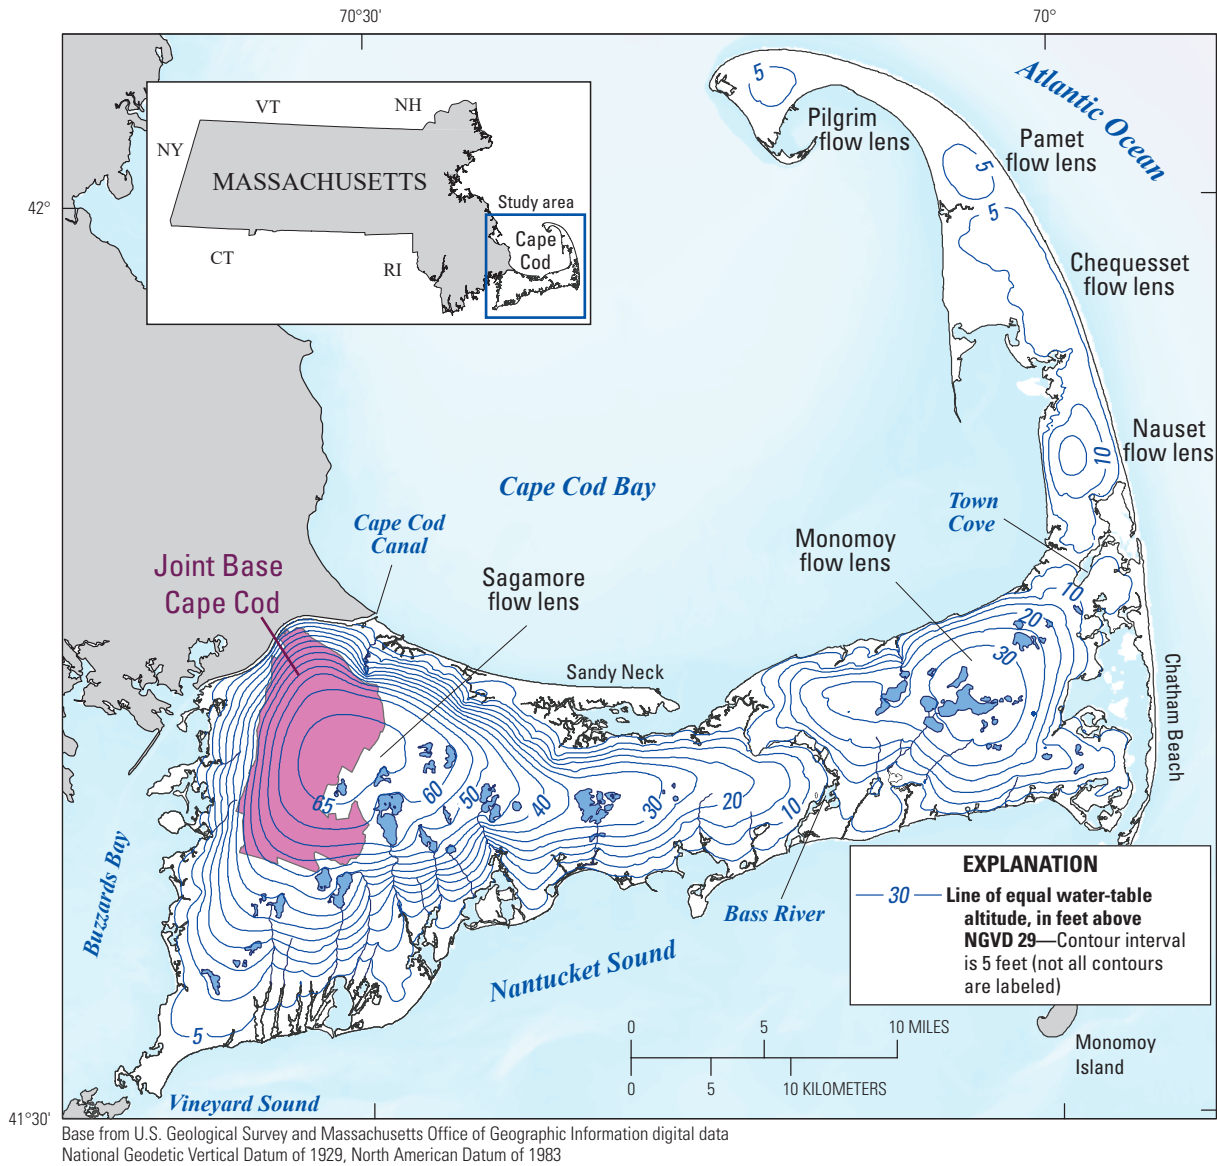 70°30'
70°
42°
41°30'
VT
NH
NY
MASSACHUSETTS
CT
RI
Study area
Cape
Cod
Atlantic Ocean
5
Pilgrim
flow lens
Pamet
flow lens
5
5
Chequesset
flow lens
Nauset
flow lens
10
Cape Cod Bay
Town
Cove
Cape Cod
Canal
Monomoy
flow lens
Joint Base
Cape Cod
Sagamore
flow lens
10
20
30
Sandy Neck
Chatham Beach
65
60
50
40
30
20
10
Buzzards Bay
Bass River
Nantucket Sound
5
Vineyard Sound
EXPLANATION
30 Line of equal water-table
altitude, in feet above
NGVD 29—Contour interval
is 5 feet (not all contours
are labeled)
0 5 10 MILES
0 5 10 KILOMETERS
Monomoy
Island
Base from U.S. Geological Survey and Massachusetts Office of Geographic Information digital data
National Geodetic Vertical Datum of 1929, North American Datum of 1983